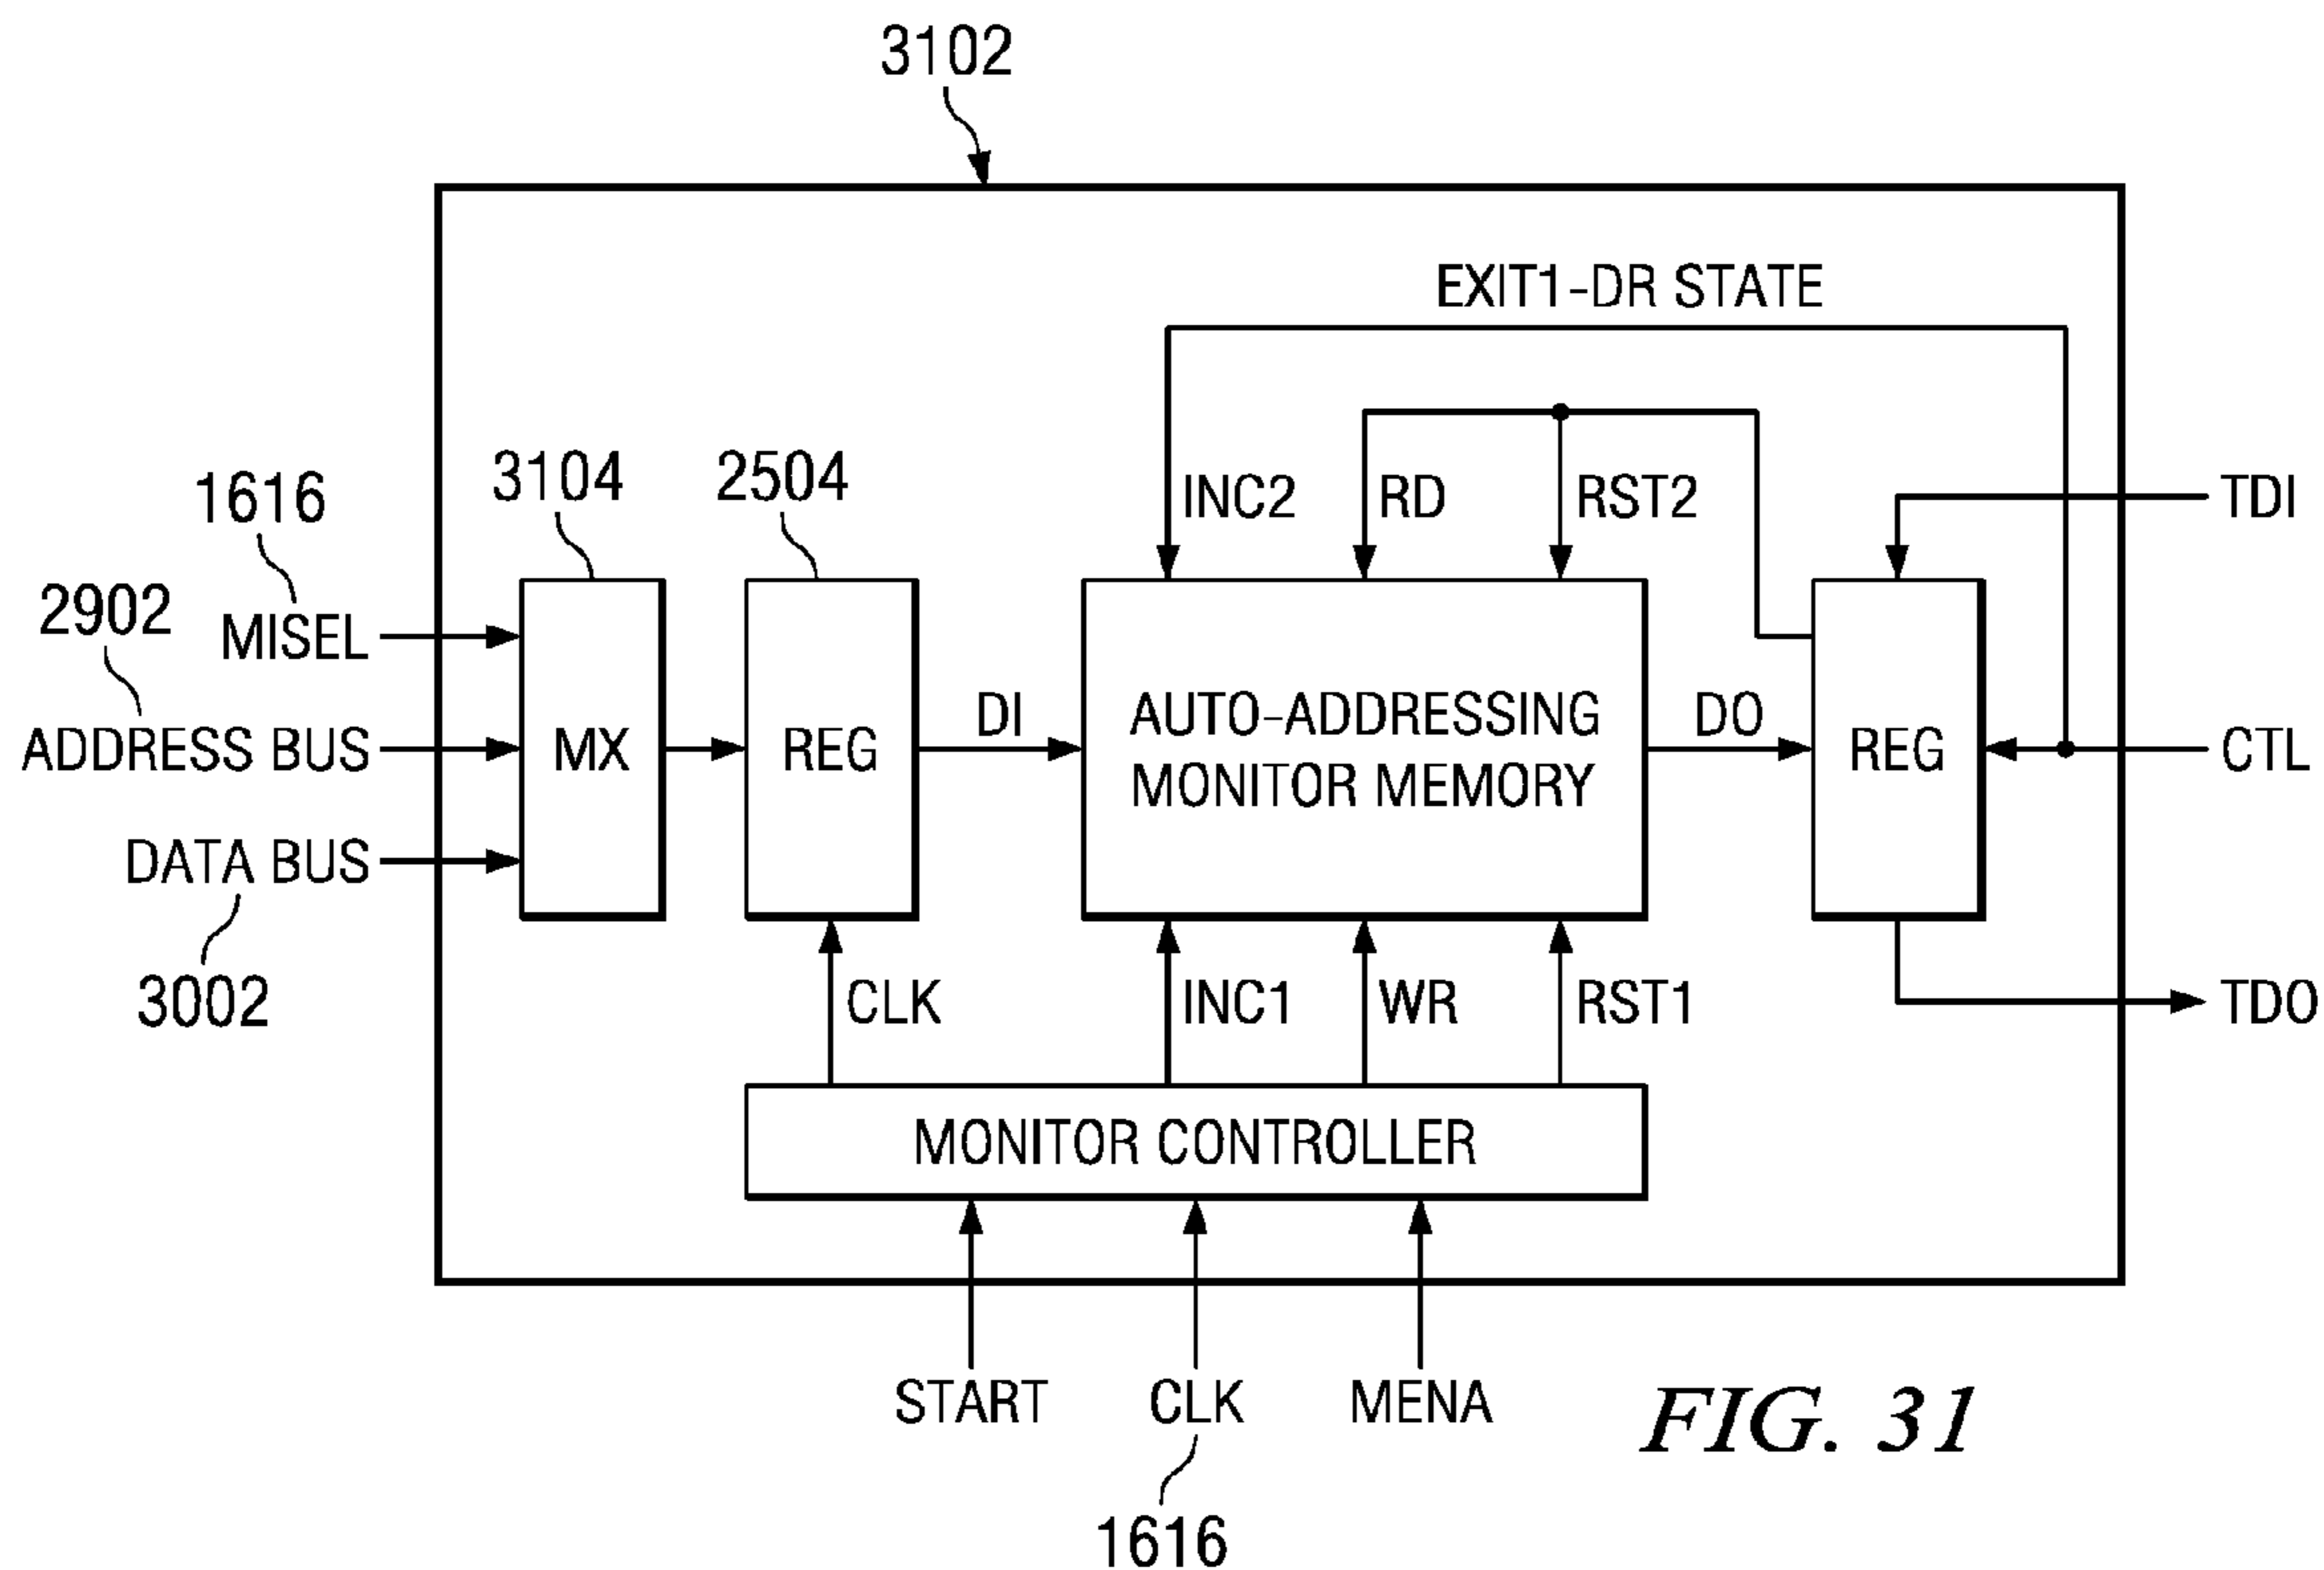 3102
EXIT1-DR STATE
1616
3104
2504
INC2
RD
RST2
TDI
2902
MISEL
ADDRESS BUS
MX
REG
DI
AUTO-ADDRESSING
MONITOR MEMORY
DO
REG
CTL
DATA BUS
3002
CLK
INC1
WR
RST1
TDO
MONITOR CONTROLLER
START
CLK
MENA
1616
FIG. 31